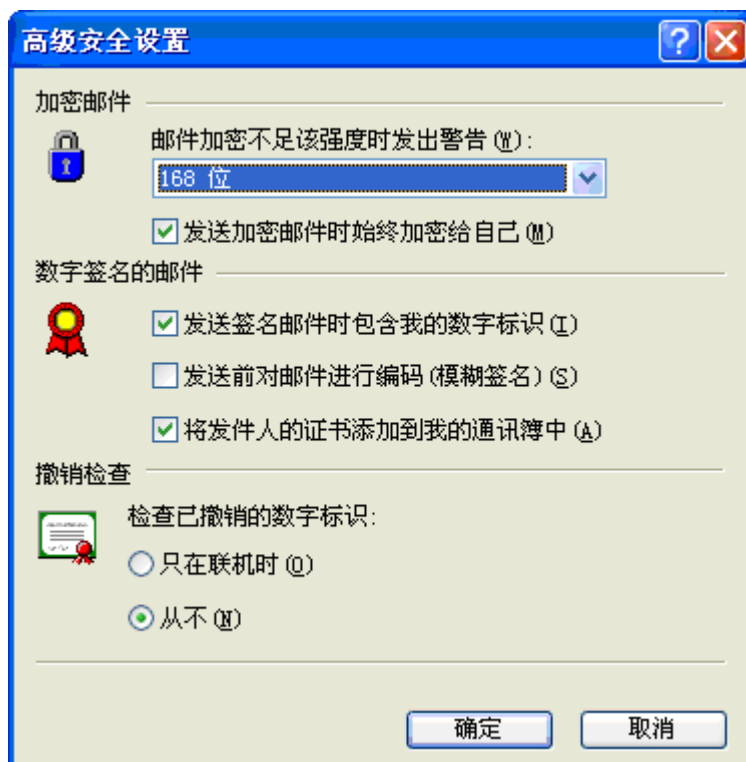 高级安全设置
加密邮件
邮件加密不足该强度时发出警告(W):
168 位
发送加密邮件时始终加密给自己(M)
数字签名的邮件
发送签名邮件时包含我的数字标识(I)
发送前对邮件进行编码(模糊签名)(S)
将发件人的证书添加到我的通讯簿中(A)
撤销检查
检查已撤销的数字标识:
只在联机时(O)
从不(N)
确定
取消